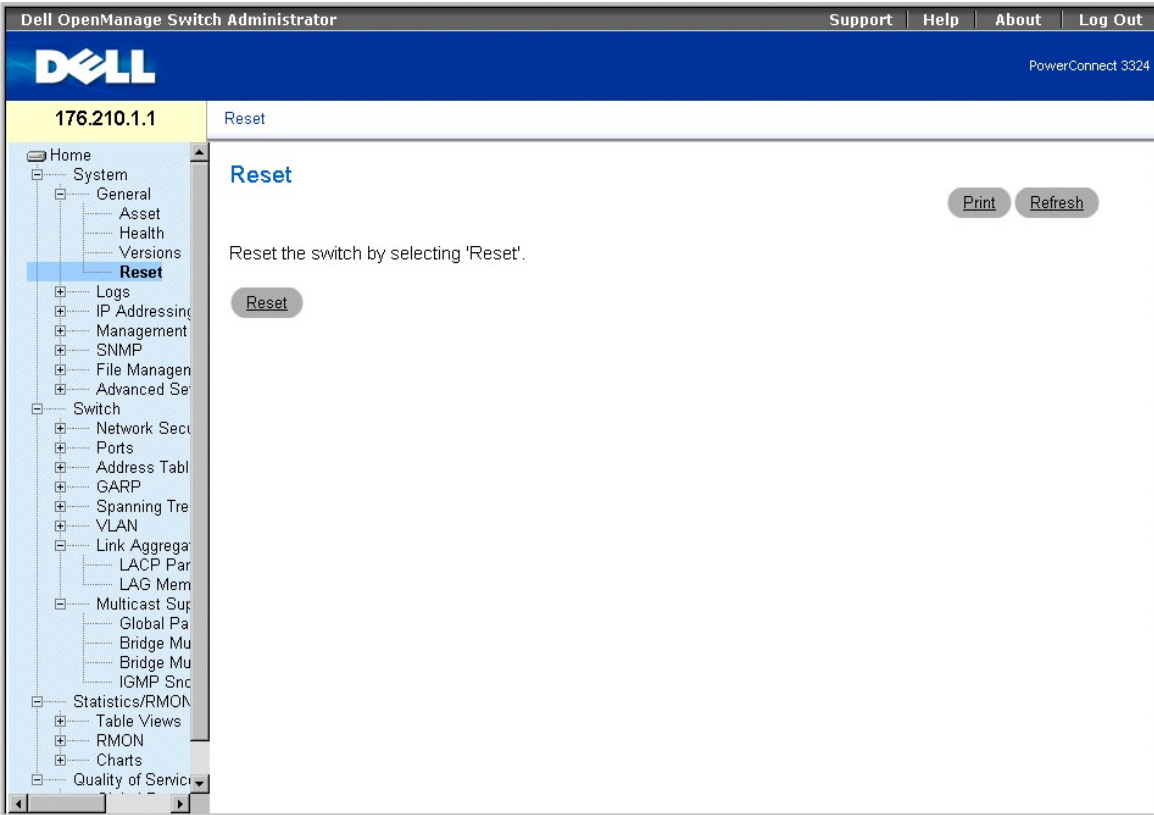 Dell OpenManage Switch Administrator Support Help About Log Out
DELL
PowerConnect 3324
176.210.1.1
Reset
Home
System
General
Asset
Health
Versions
Reset
Logs
IP Addressing
Management
SNMP
File Managen
Advanced Se
Switch
Network Secu
Ports
Address Tabl
GARP
Spanning Tre
VLAN
Link Aggrega
LACP Par
LAG Mem
Multicast Sup
Global Pa
Bridge Mu
Bridge Mu
IGMP Sno
Statistics/RMON
Table Views
RMON
Charts
Quality of Servic
Reset
Print Refresh
Reset the switch by selecting 'Reset'.
Reset